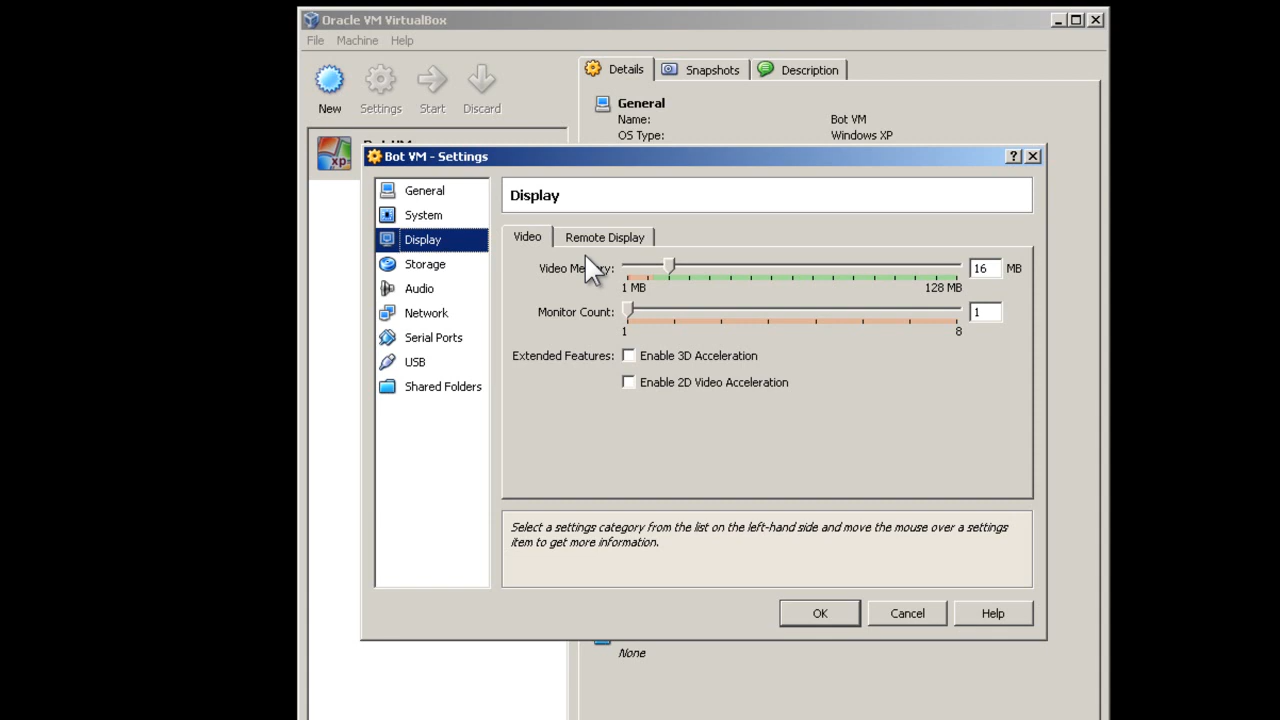 Oracle VM VirtualBox
File Machine Help
New Settings Start Discard
Details Snapshots Description
General
Name: Bot VM
OS Type: Windows XP
xp
Bot VM - Settings
General
System
Display
Storage
Audio
Network
Serial Ports
USB
Shared Folders
Display
Video Remote Display
Video Memory: 16 MB
1 MB 128 MB
Monitor Count: 1
1 8
Extended Features: Enable 3D Acceleration
Enable 2D Video Acceleration
Select a settings category from the list on the left-hand side and move the mouse over a settings
item to get more information.
OK Cancel Help
None